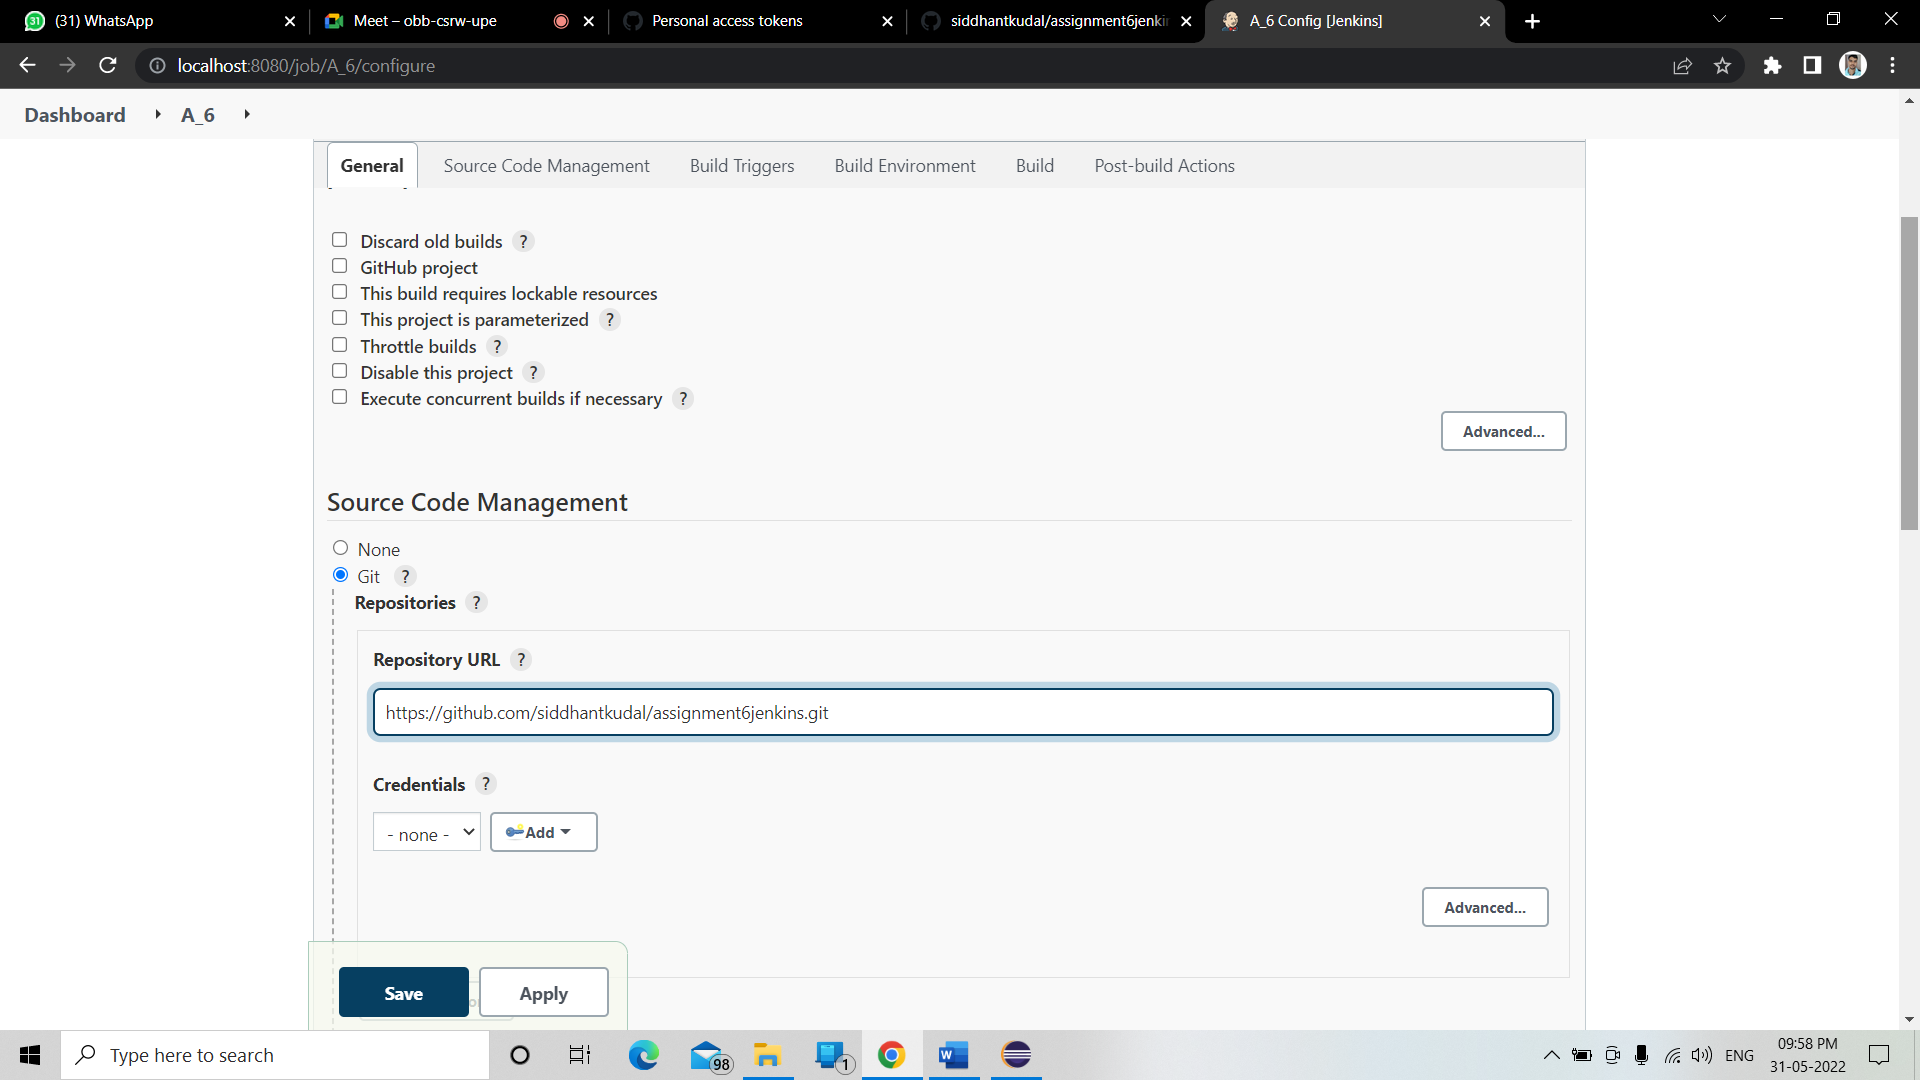 (31) WhatsApp
Meet – obb-csrw-upe
Personal access tokens
siddhantkudal/assignment6jenki
A_6 Config [Jenkins]
localhost:8080/job/A_6/configure
Dashboard
A_6
General
Source Code Management
Build Triggers
Build Environment
Build
Post-build Actions
Discard old builds ?
GitHub project
This build requires lockable resources
This project is parameterized ?
Throttle builds ?
Disable this project ?
Execute concurrent builds if necessary ?
Advanced...
Source Code Management
None
Git ?
Repositories ?
Repository URL ?
https://github.com/siddhantkudal/assignment6jenkins.git
Credentials ?
- none -
Add
Advanced...
Save
Apply
Type here to search
98
1
ENG
09:58 PM
31-05-2022